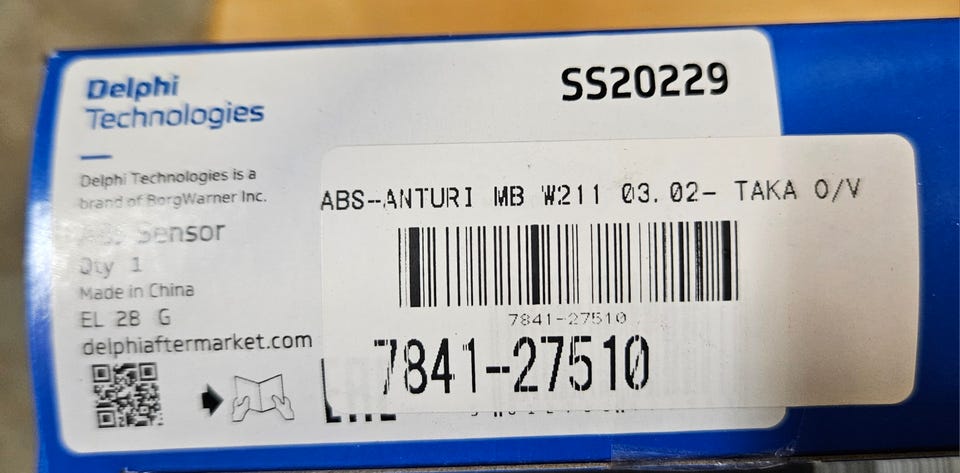 Delphi
Technologies
SS20229
Delphi Technologies is a
brand of BorgWarner Inc.
ABS Sensor
Qty 1
Made in China
EL 28 G
delphiaftermarket.com
ABS-ANTURI MB W211 03.02- TAKA O/V
7841-27510
7841-27510